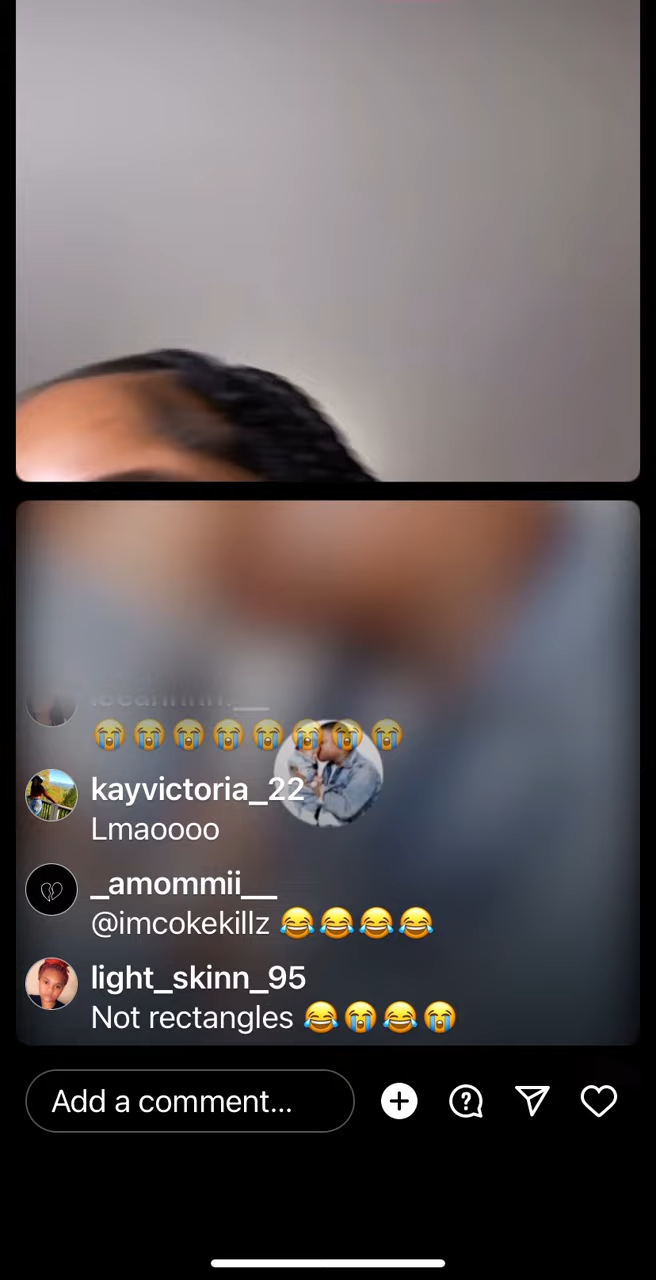 😭😭😭😭😭😭😭😭
kayvictoria_22
Lmaoooo
_amommii__
@imcokekillz 😂😂😂😂
light_skinn_95
Not rectangles 😂😭😂😭
Add a comment...